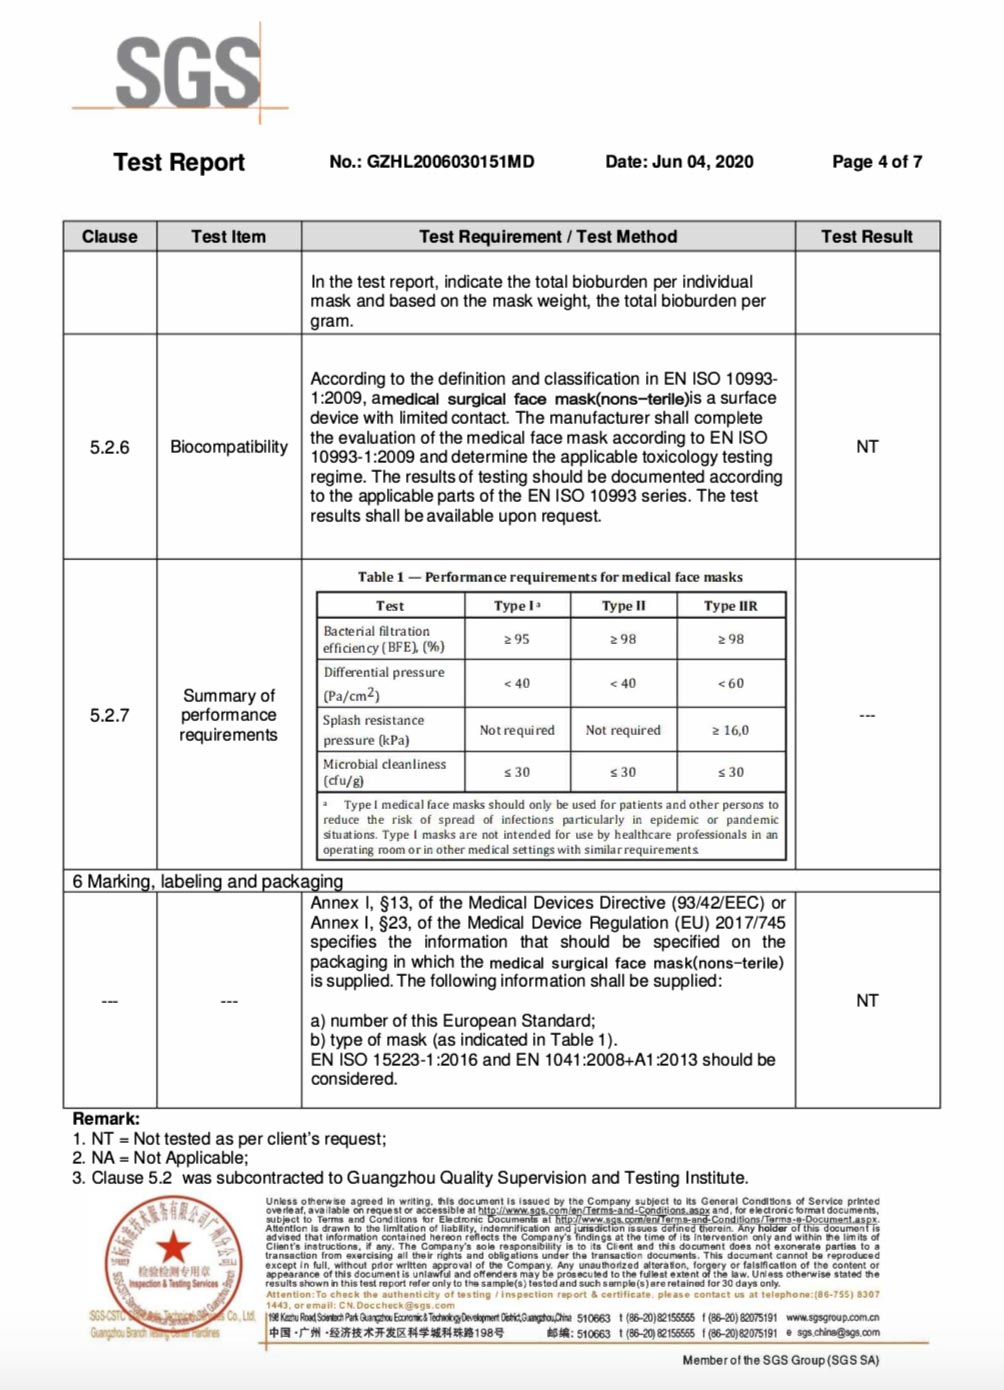 SGS
Test Report No.: GZHL2006030151MD Date: Jun 04, 2020 Page 4 of 7
Clause Test Item Test Requirement / Test Method Test Result
In the test report, indicate the total bioburden per individual
mask and based on the mask weight, the total bioburden per
gram.
According to the definition and classification in EN ISO 10993-
1:2009, amedical surgical face mask(nons-terile)is a surface
device with limited contact. The manufacturer shall complete
the evaluation of the medical face mask according to EN ISO
5.2.6 Biocompatibility NT
10993-1:2009 and determine the applicable toxicology testing
regime. The results of testing should be documented according
to the applicable parts of the EN ISO 10993 series. The test
results shall be available upon request.
Table 1 — Performance requirements for medical face masks
Test Type I ª Type II Type IIR
Bacterial filtration
efficiency (BFE), (%) ≥ 95 ≥ 98 ≥ 98
Differential pressure
(Pa/cm2) < 40 < 40 < 60
5.2.7 Summary of
performance
requirements ---
Splash resistance
pressure (kPa) Not required Not required ≥ 16,0
Microbial cleanliness
(cfu/g) ≤ 30 ≤ 30 ≤ 30
ª Type I medical face masks should only be used for patients and other persons to
reduce the risk of spread of infections particularly in epidemic or pandemic
situations. Type I masks are not intended for use by healthcare professionals in an
operating room or in other medical settings with similar requirements.
6 Marking, labeling and packaging
Annex I, §13, of the Medical Devices Directive (93/42/EEC) or
Annex I, §23, of the Medical Device Regulation (EU) 2017/745
specifies the information that should be specified on the
packaging in which the medical surgical face mask(nons-terile)
is supplied. The following information shall be supplied:
--- --- NT
a) number of this European Standard;
b) type of mask (as indicated in Table 1).
EN ISO 15223-1:2016 and EN 1041:2008+A1:2013 should be
considered.
Remark:
1. NT = Not tested as per client's request;
2. NA = Not Applicable;
3. Clause 5.2 was subcontracted to Guangzhou Quality Supervision and Testing Institute.
Unless otherwise agreed in writing, this document is issued by the Company subject to its General Conditions of Service printed
overleaf, available on request or accessible at http://www.sgs.com/en/Terms-and-Conditions.aspx and, for electronic format documents,
subject to Terms and Conditions for Electronic Documents at http://www.sgs.com/en/Terms-and-Conditions/Terms-e-Document.aspx.
Attention is drawn to the limitation of liability, indemnification and jurisdiction issues defined therein. Any holder of this document is
advised that information contained hereon reflects the Company's findings at the time of its intervention only and within the limits of
Client's instructions, if any. The Company's sole responsibility is to its Client and this document does not exonerate parties to a
transaction from exercising all their rights and obligations under the transaction documents. This document cannot be reproduced
except in full, without prior written approval of the Company. Any unauthorized alteration, forgery or falsification of the content or
appearance of this document is unlawful and offenders may be prosecuted to the fullest extent of the law. Unless otherwise stated the
results shown in this test report refer only to the sample(s) tested and such sample(s) are retained for 30 days only.
Attention:To check the authenticity of testing / inspection report & certificate, please contact us at telephone:(86-755) 8307
1443, or email: CN.Doccheck@sgs.com
检验检测专用章
Inspection & Testing Services
SGS-CSTC Co., Ltd.
Guangzhou Branch
198 Kezhu Road, Scientech Park Guangzhou Economic & Technology Development District, Guangzhou, China 510663 t (86-20) 82155555 f (86-20) 82075191 www.sgsgroup.com.cn
中国·广州·经济技术开发区科学城科珠路198号 邮编: 510663 t (86-20) 82155555 f (86-20) 82075191 e sgs.china@sgs.com
Member of the SGS Group (SGS SA)